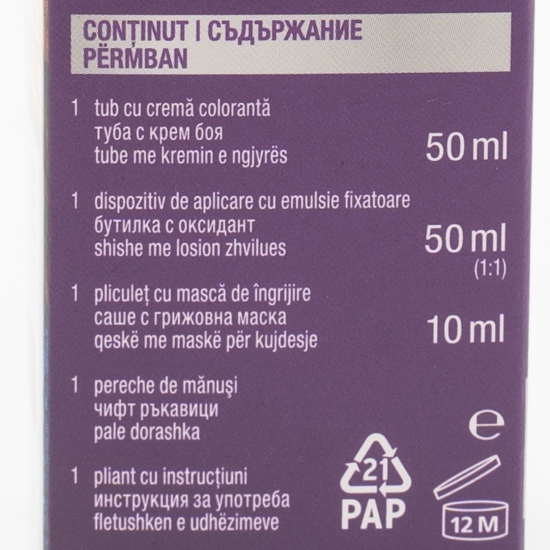 CONȚINUT | СЪДЪРЖАНИЕ
PËRMBAN
1 tub cu cremă colorantă
туба с крем боя
tube me kremin e ngjyrës
50 ml
1 dispozitiv de aplicare cu emulsie fixatoare
бутилка с оксидант
shishe me losion zhvilues
50 ml
(1:1)
1 pliculeț cu mască de îngrijire
саше с грижовна маска
qeskë me maskë për kujdesje
10 ml
1 pereche de mănuși
чифт ръкавици
pale dorashka
1 pliant cu instrucțiuni
инструкция за употреба
fletushken e udhëzimeve
℮
21
PAP
12 M